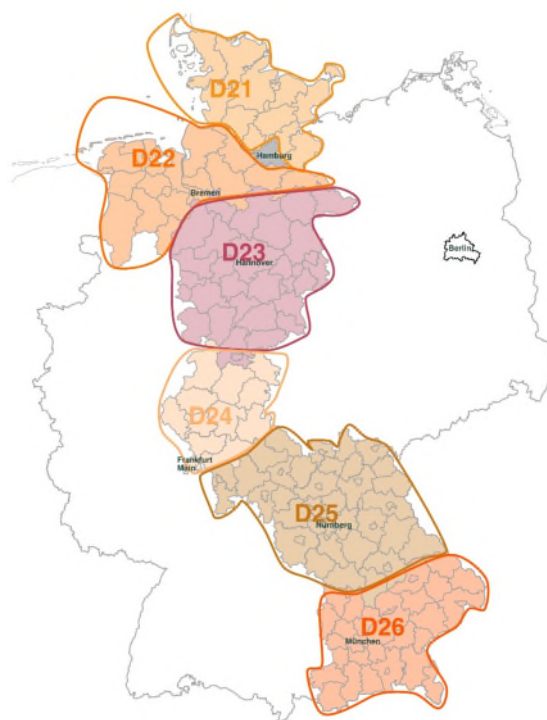 D21
Hamburg
D22
Bremen
D23
Hannover
Berlin
D24
Frankfurt
Main
D25
Nürnberg
D26
München